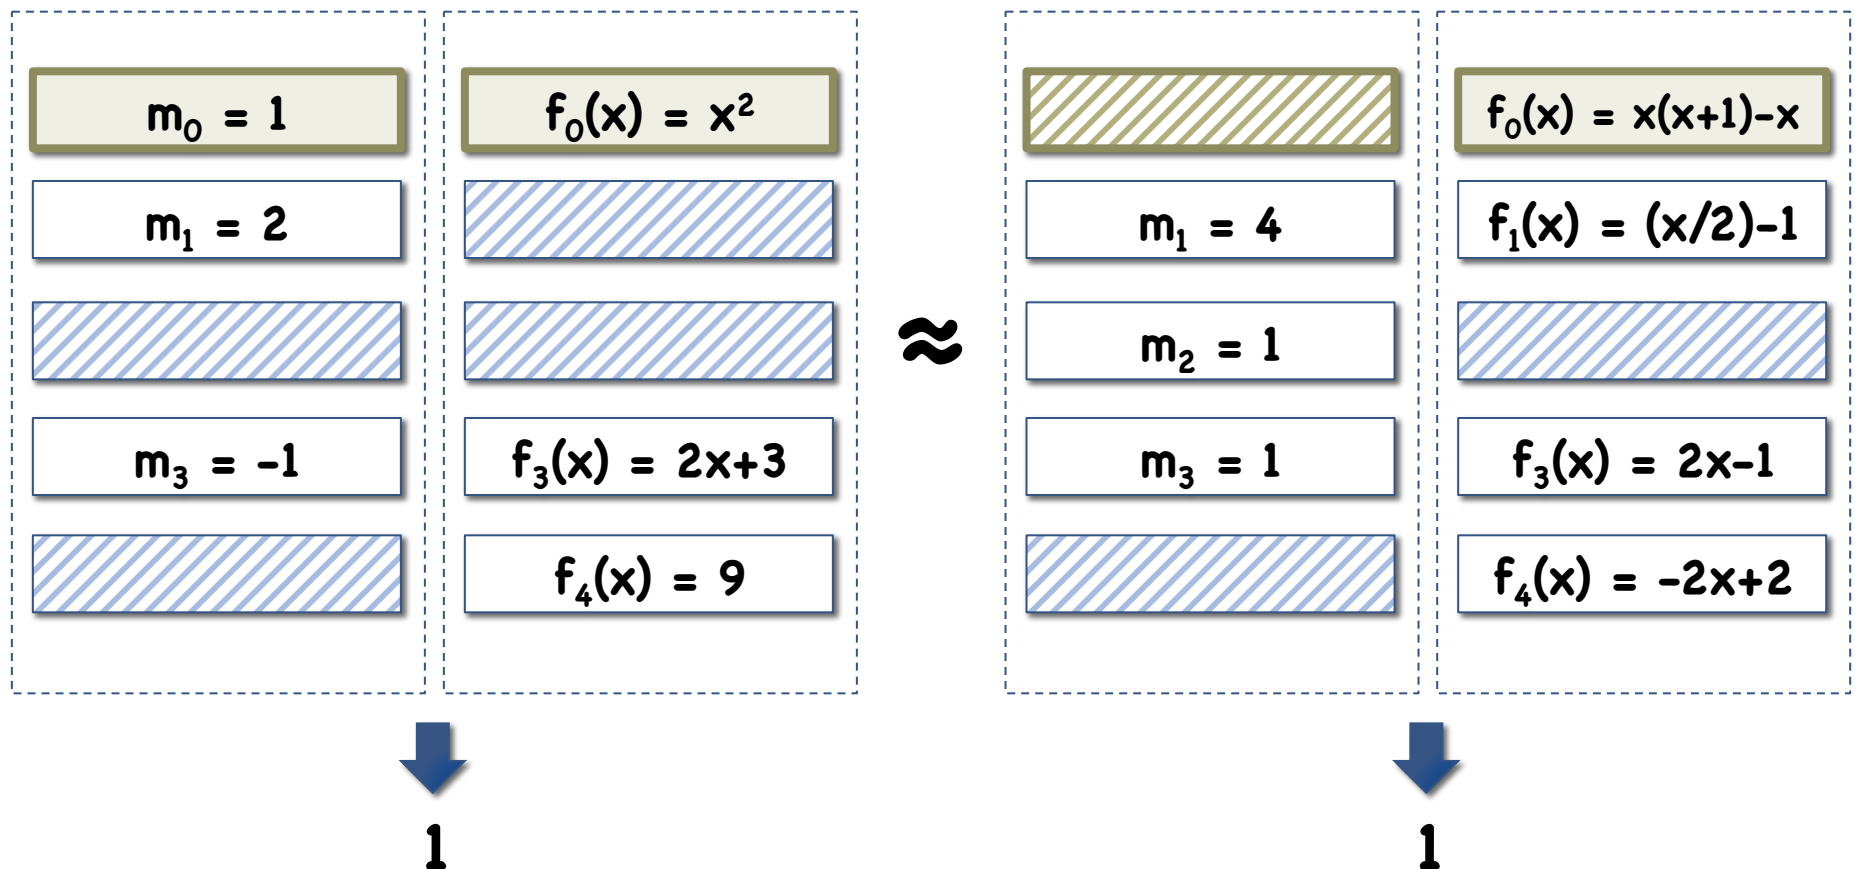 m₀ = 1
f₀(x) = x²
f₀(x) = x(x+1)-x
m₁ = 2
m₁ = 4
f₁(x) = (x/2)-1
≈
m₂ = 1
m₃ = -1
f₃(x) = 2x+3
m₃ = 1
f₃(x) = 2x-1
f₄(x) = 9
f₄(x) = -2x+2
1
1